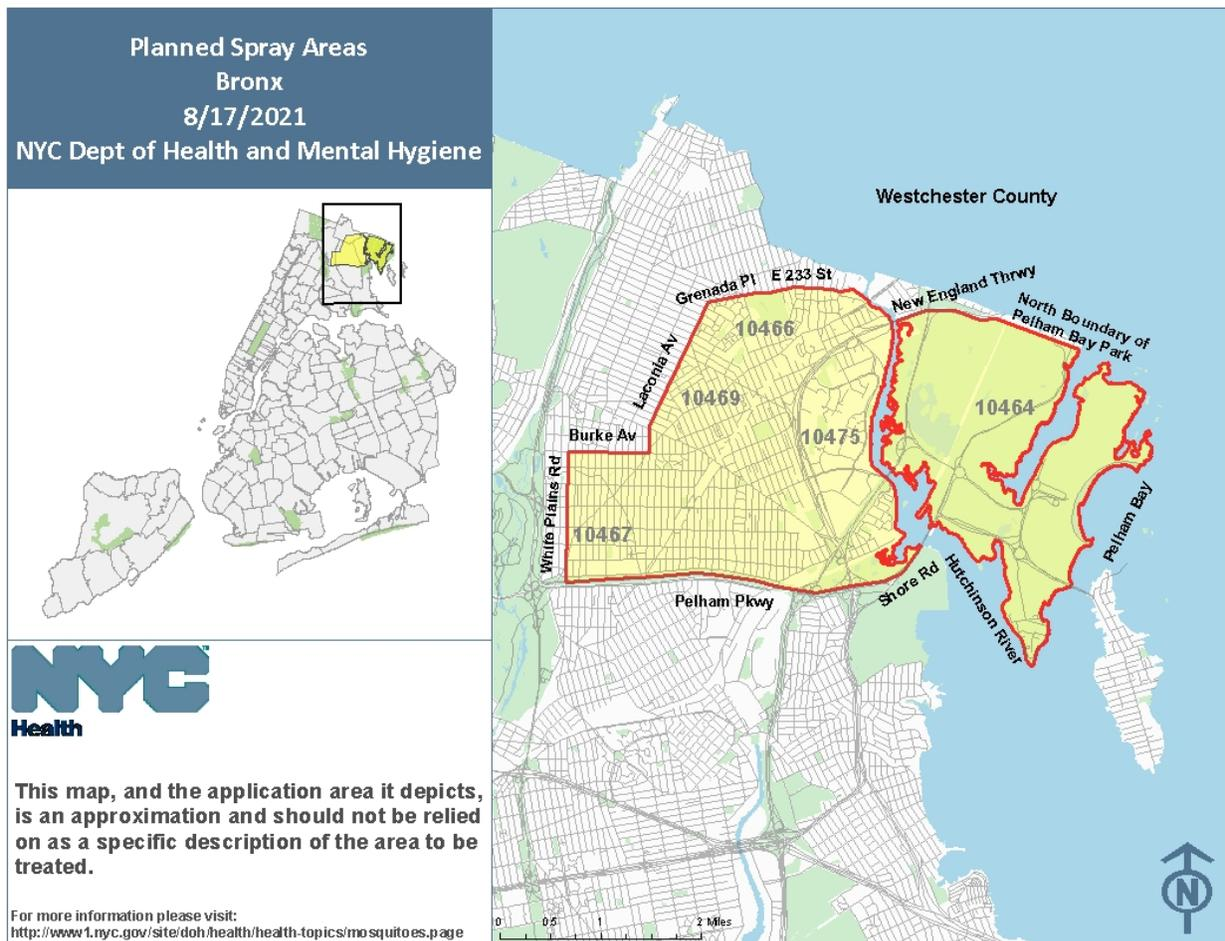 Planned Spray Areas
Bronx
8/17/2021
NYC Dept of Health and Mental Hygiene
Westchester County
Grenada Pl
E 233 St
New England Thrwy
North Boundary of
Pelham Bay Park
10466
Laconia Av
10469
10464
10475
Burke Av
White Plains Rd
10467
Pelham Bay
Pelham Pkwy
Shore Rd
Hutchinson River
NYC
Health
This map, and the application area it depicts,
is an approximation and should not be relied
on as a specific description of the area to be
treated.
For more information please visit:
http://www1.nyc.gov/site/doh/health/health-topics/mosquitoes.page
0 0.5 1 2 Miles
N